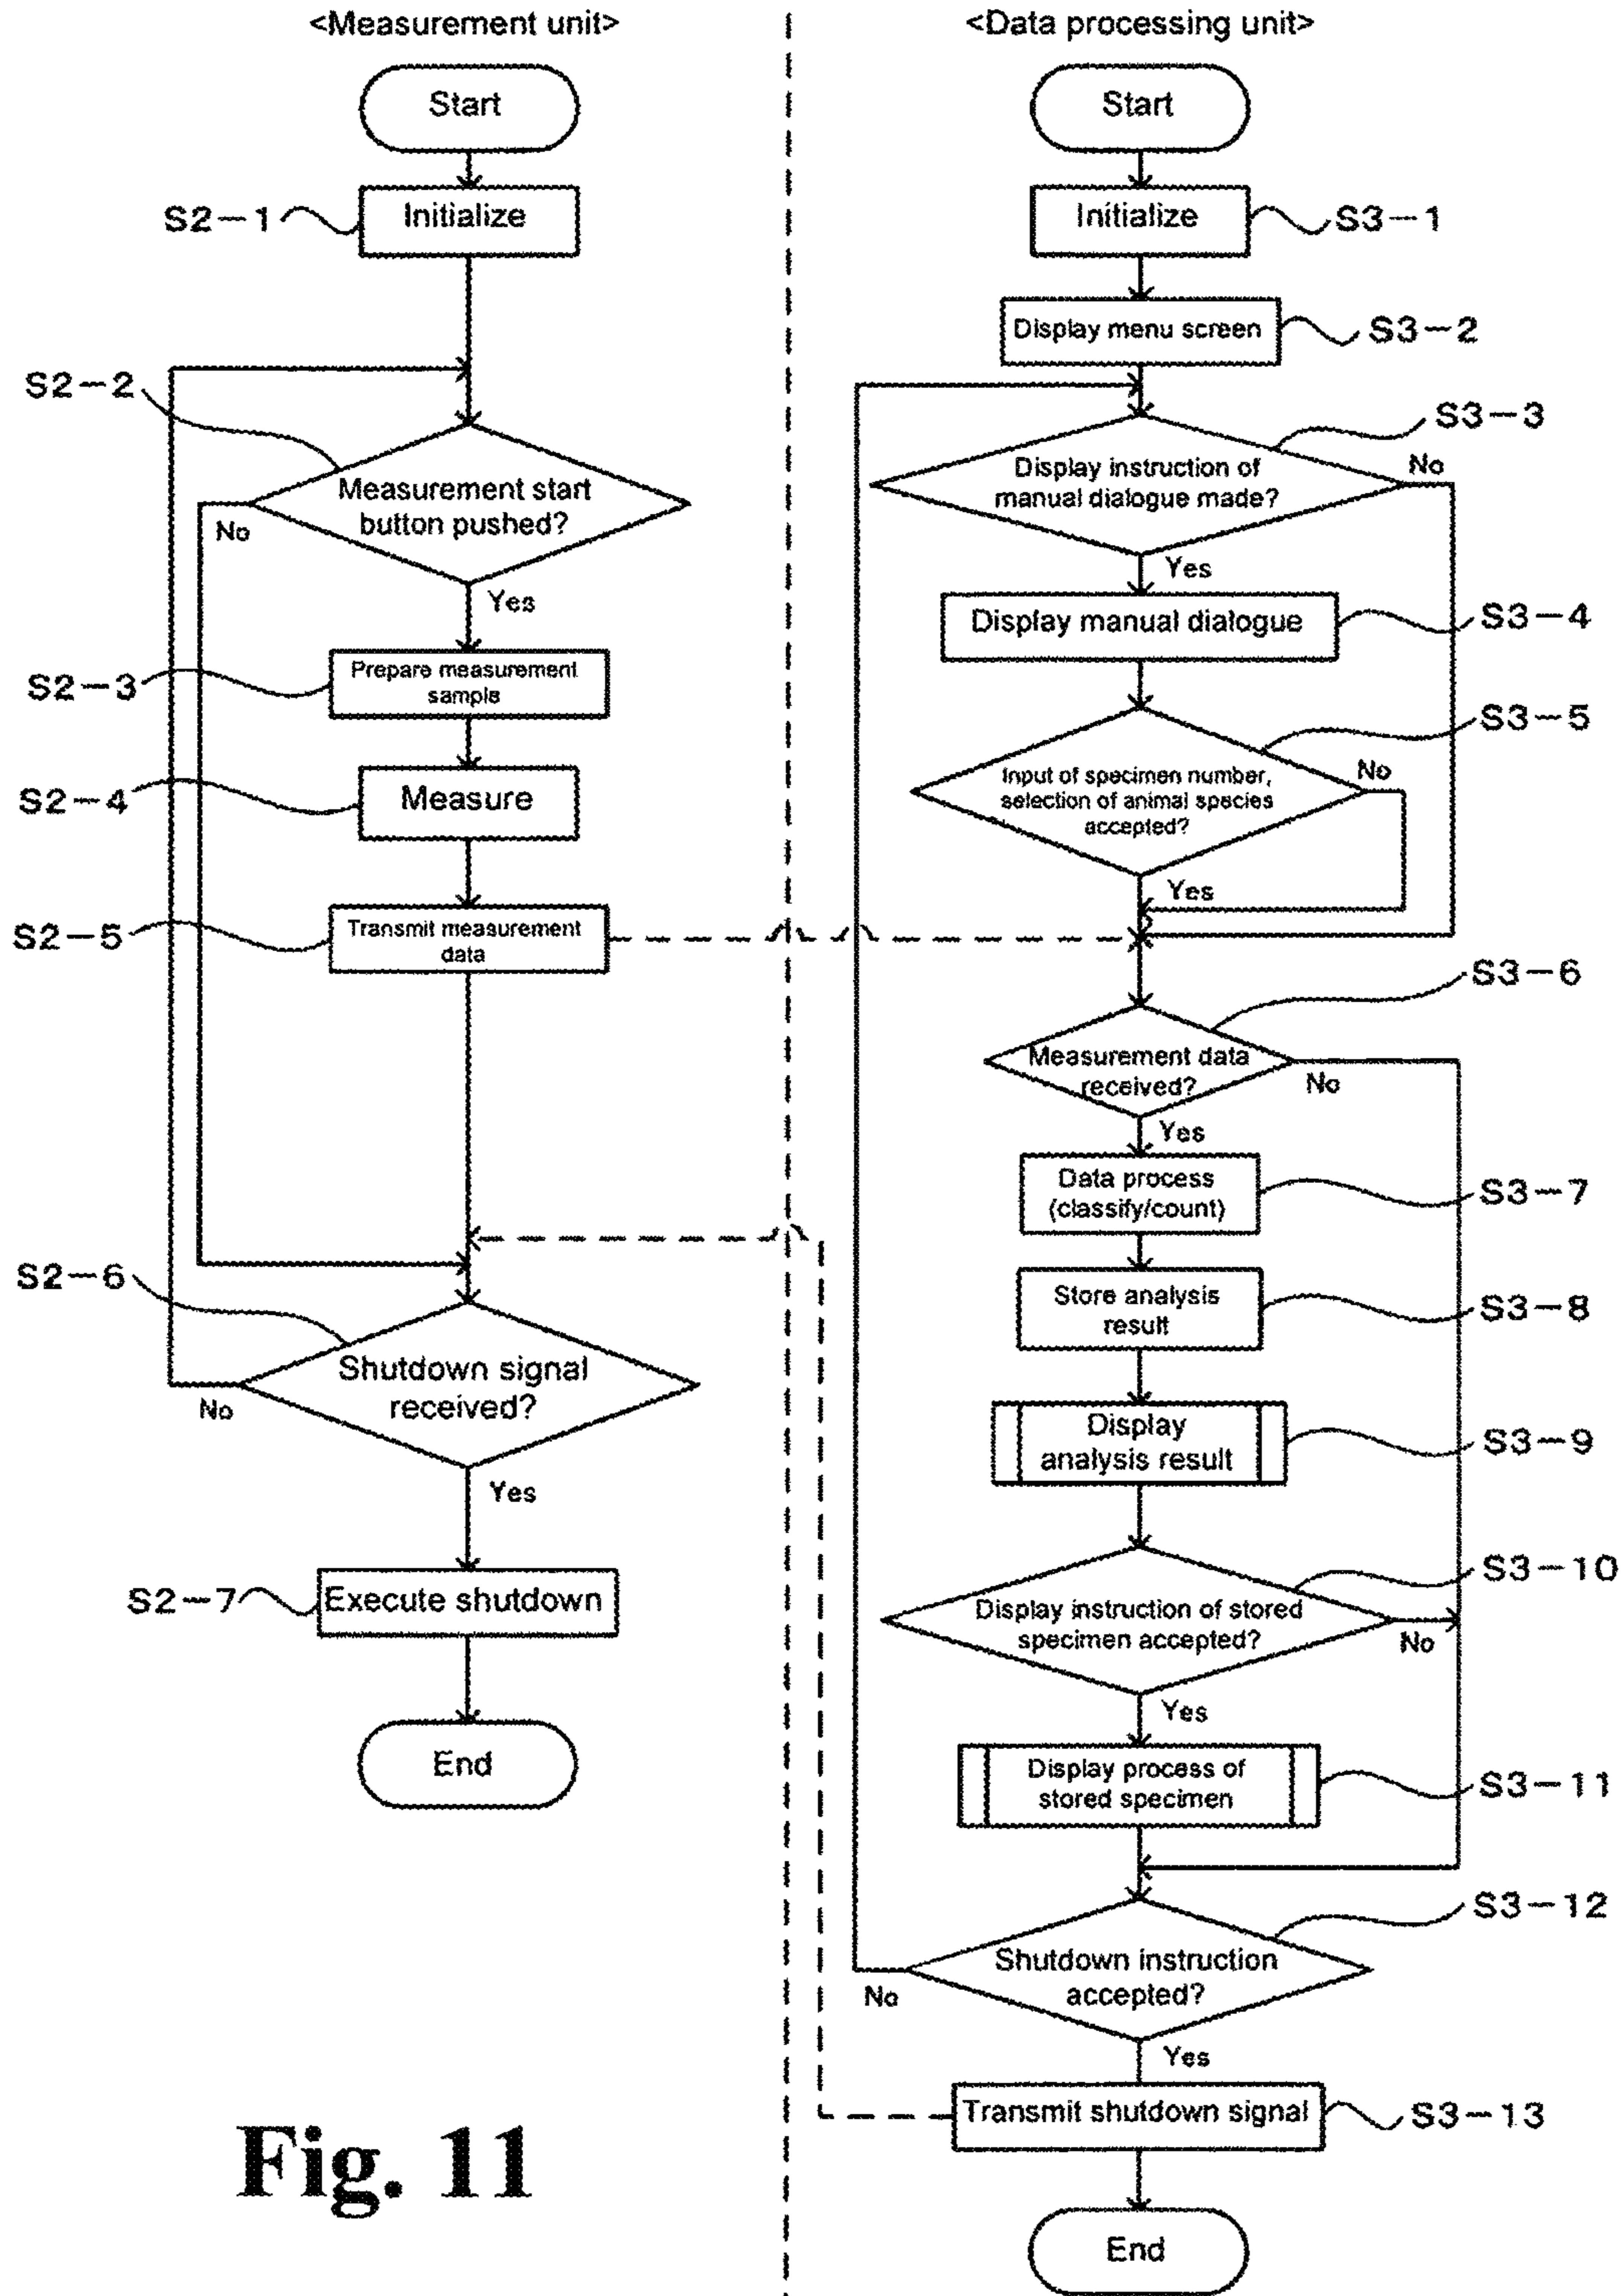 <Measurement unit>
Start
S2-1
Initialize
S2-2
Measurement start
button pushed?
No
Yes
S2-3
Prepare measurement
sample
S2-4
Measure
S2-5
Transmit measurement
data
S2-6
Shutdown signal
received?
No
Yes
S2-7
Execute shutdown
End
<Data processing unit>
Start
Initialize
S3-1
Display menu screen
S3-2
S3-3
Display instruction of
manual dialogue made?
No
Yes
Display manual dialogue
S3-4
S3-5
Input of specimen number,
selection of animal species
accepted?
No
Yes
S3-6
Measurement data
received?
No
Yes
Data process
(classify/count)
S3-7
Store analysis
result
S3-8
Display
analysis result
S3-9
S3-10
Display instruction of stored
specimen accepted?
No
Yes
Display process of
stored specimen
S3-11
S3-12
Shutdown instruction
accepted?
No
Yes
Transmit shutdown signal
S3-13
End
Fig. 11